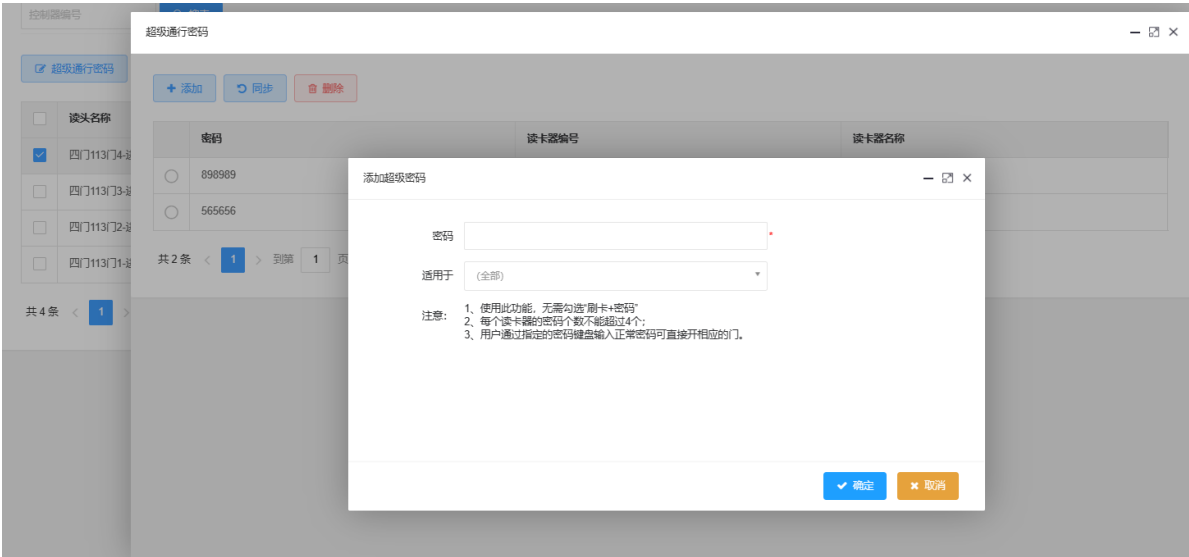 控制器编号
搜索
超级通行密码
超级通行密码
添加
同步
删除
读头名称
密码
读卡器编号
读卡器名称
四门113门4-
898989
添加超级密码
四门113门3-
565656
四门113门2-
密码
*
共2条 < 1 > 到第 1 页
四门113门1-
适用于
(全部)
共4条 < 1 >
注意:
1、使用此功能，无需勾选“刷卡+密码”
2、每个读卡器的密码个数不能超过4个;
3、用户通过指定的密码键盘输入正常密码可直接开相应的门。
确定
取消